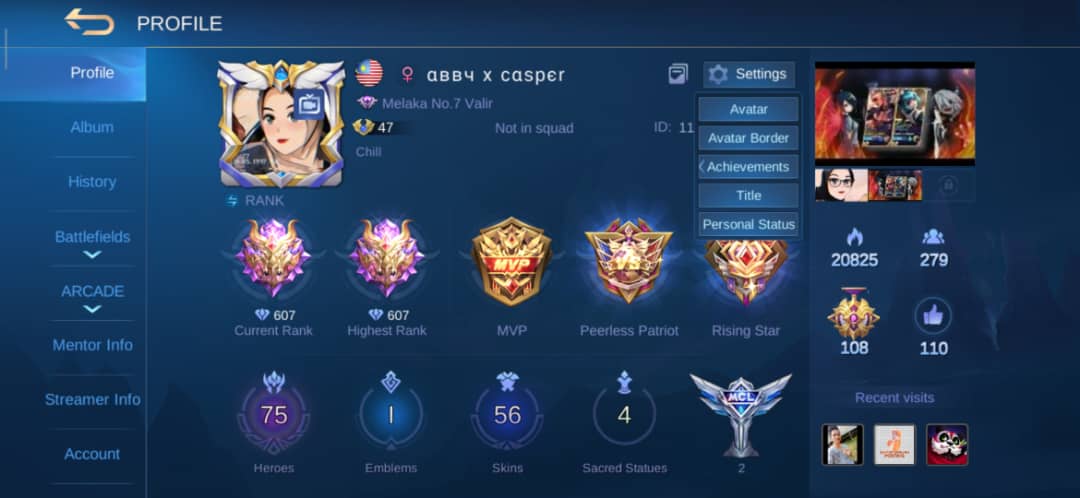 PROFILE
Profile
Album
History
Battlefields
ARCADE
Mentor Info
Streamer Info
Account
αввч x cαspєr
Melaka No.7 Valir
47
Not in squad
ID: 11
Chill
Settings
Avatar
Avatar Border
Achievements
Title
Personal Status
RANK
607
Current Rank
607
Highest Rank
MVP
MVP
VS
Peerless Patriot
Rising Star
75
Heroes
I
Emblems
56
Skins
4
Sacred Statues
MCL
2
20825
279
108
110
Recent visits